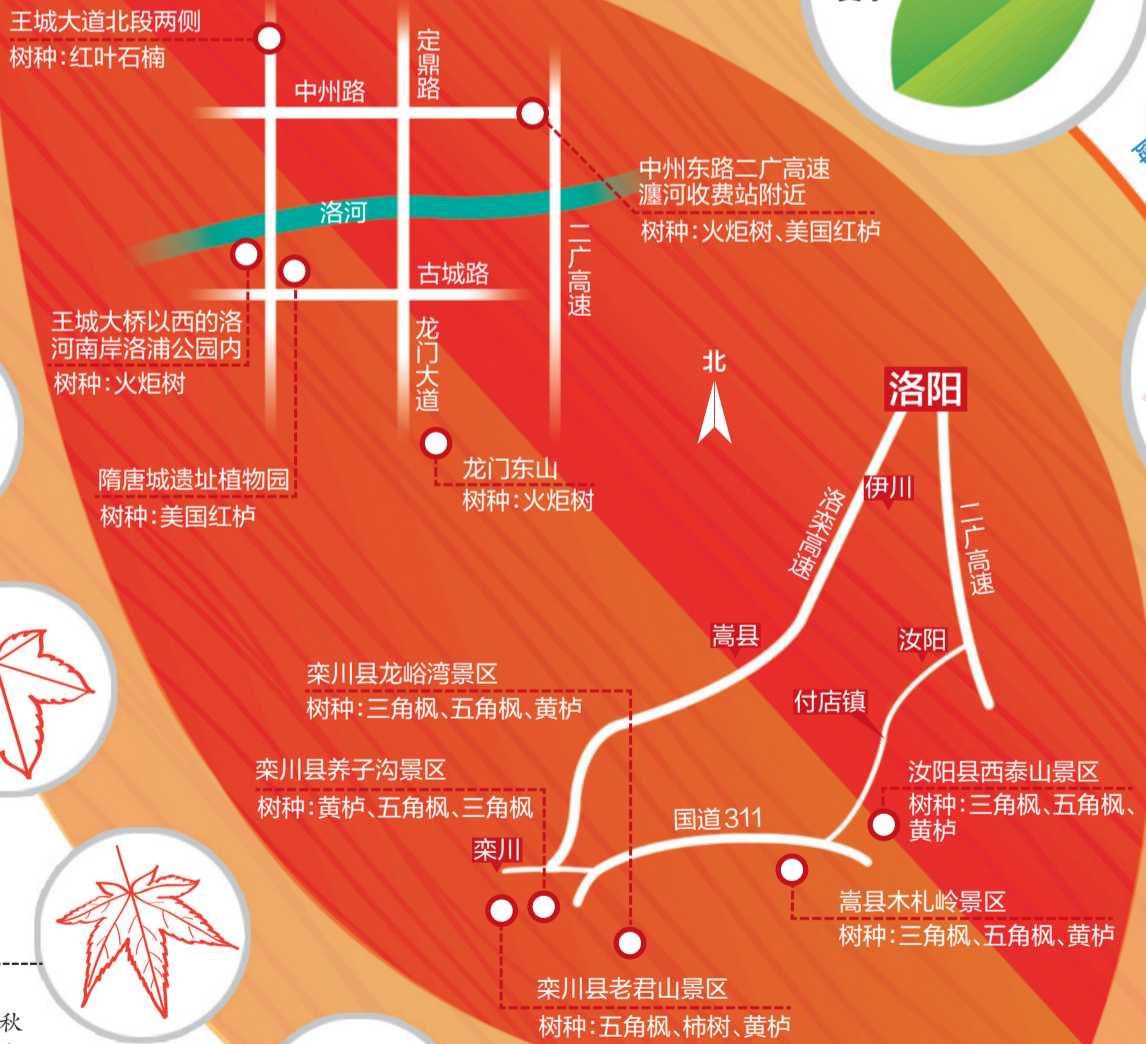 王城大道北段两侧
树种:红叶石楠
定鼎路
中州路
中州东路二广高速
瀍河收费站附近
树种:火炬树、美国红栌
洛河
二广高速
古城路
王城大桥以西的洛
河南岸洛浦公园内
树种:火炬树
龙门大道
北
洛阳
隋唐城遗址植物园
树种:美国红栌
龙门东山
树种:火炬树
伊川
洛栾高速
二广高速
嵩县
汝阳
栾川县龙峪湾景区
树种:三角枫、五角枫、黄栌
付店镇
栾川县养子沟景区
树种:黄栌、五角枫、三角枫
汝阳县西泰山景区
树种:三角枫、五角枫、
黄栌
国道311
栾川
嵩县木札岭景区
树种:三角枫、五角枫、黄栌
栾川县老君山景区
树种:五角枫、柿树、黄栌
秋